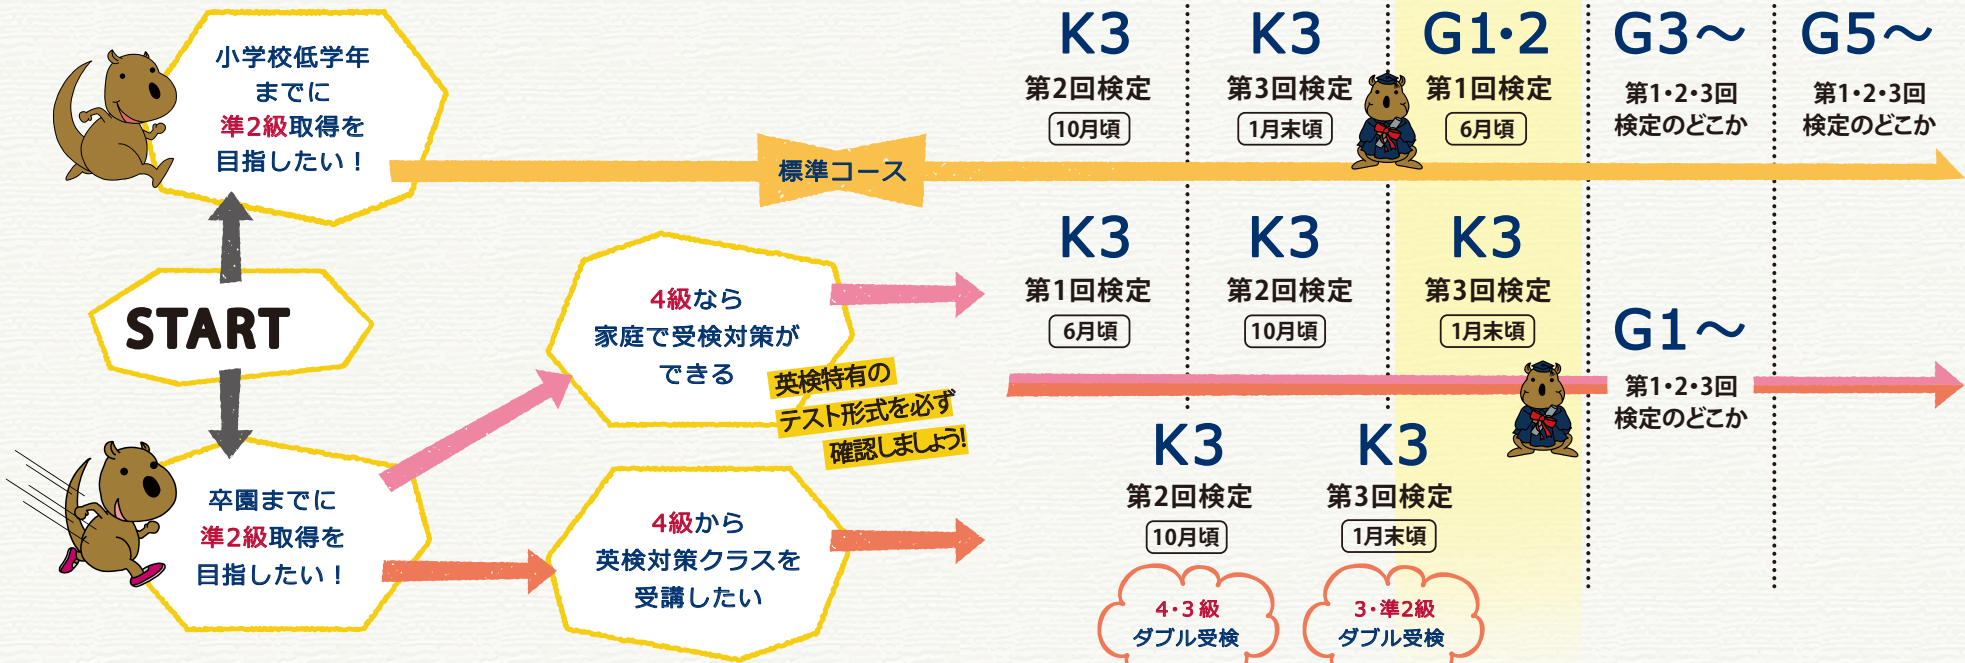 小学校低学年
までに
準2級取得を
目指したい！
START
卒園までに
準2級取得を
目指したい！
4級なら
家庭で受検対策が
できる
英検特有の
テスト形式を必ず
確認しましょう!
4級から
英検対策クラスを
受講したい
標準コース
K3
第2回検定
10月頃
K3
第3回検定
1月末頃
G1・2
第1回検定
6月頃
G3～
第1・2・3回
検定のどこか
G5～
第1・2・3回
検定のどこか
K3
第1回検定
6月頃
K3
第2回検定
10月頃
K3
第3回検定
1月末頃
G1～
第1・2・3回
検定のどこか
K3
第2回検定
10月頃
4・3級
ダブル受検
K3
第3回検定
1月末頃
3・準2級
ダブル受検